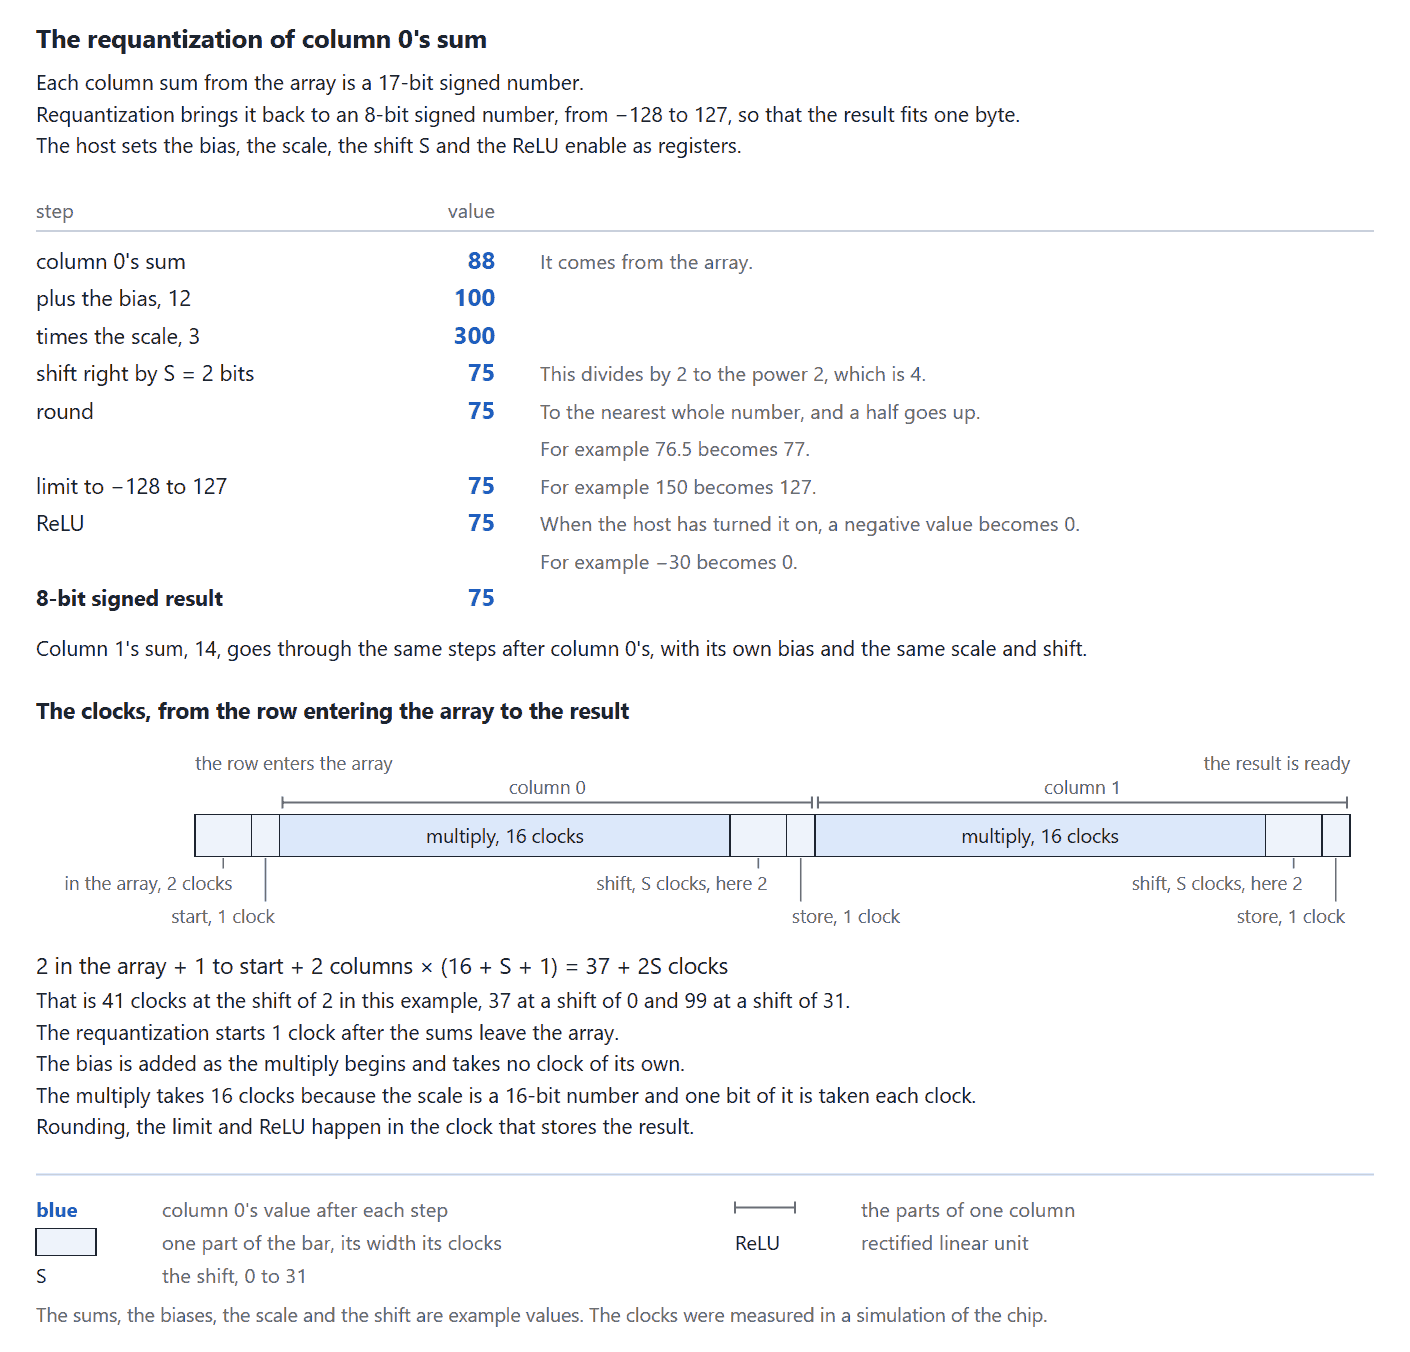 The requantization of column 0's sum
Each column sum from the array is a 17-bit signed number.
Requantization brings it back to an 8-bit signed number, from −128 to 127, so that the result fits one byte.
The host sets the bias, the scale, the shift S and the ReLU enable as registers.
step value
column 0's sum 88 It comes from the array.
plus the bias, 12 100
times the scale, 3 300
shift right by S = 2 bits 75 This divides by 2 to the power 2, which is 4.
round 75 To the nearest whole number, and a half goes up.
For example 76.5 becomes 77.
limit to −128 to 127 75 For example 150 becomes 127.
ReLU 75 When the host has turned it on, a negative value becomes 0.
For example −30 becomes 0.
8-bit signed result 75
Column 1's sum, 14, goes through the same steps after column 0's, with its own bias and the same scale and shift.
The clocks, from the row entering the array to the result
the row enters the array the result is ready
column 0 column 1
multiply, 16 clocks multiply, 16 clocks
in the array, 2 clocks shift, S clocks, here 2 shift, S clocks, here 2
start, 1 clock store, 1 clock store, 1 clock
2 in the array + 1 to start + 2 columns × (16 + S + 1) = 37 + 2S clocks
That is 41 clocks at the shift of 2 in this example, 37 at a shift of 0 and 99 at a shift of 31.
The requantization starts 1 clock after the sums leave the array.
The bias is added as the multiply begins and takes no clock of its own.
The multiply takes 16 clocks because the scale is a 16-bit number and one bit of it is taken each clock.
Rounding, the limit and ReLU happen in the clock that stores the result.
blue column 0's value after each step the parts of one column
one part of the bar, its width its clocks ReLU rectified linear unit
S the shift, 0 to 31
The sums, the biases, the scale and the shift are example values. The clocks were measured in a simulation of the chip.